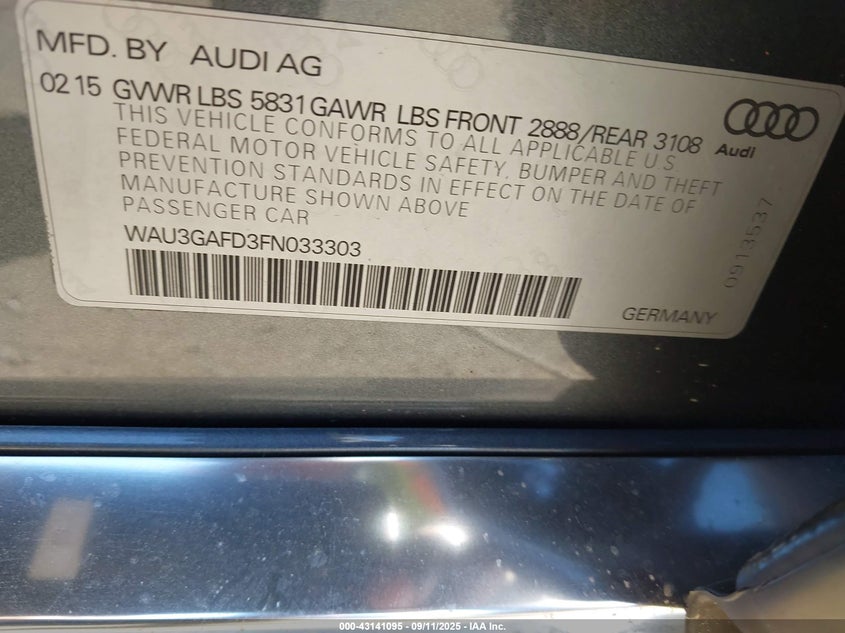 MFD. BY AUDI AG
02 15 GVWR LBS 5831 GAWR LBS FRONT 2888/REAR 3108
THIS VEHICLE CONFORMS TO ALL APPLICABLE U.S.
FEDERAL MOTOR VEHICLE SAFETY, BUMPER AND THEFT
PREVENTION STANDARDS IN EFFECT ON THE DATE OF
MANUFACTURE SHOWN ABOVE
PASSENGER CAR
WAU3GAFD3FN033303
Audi
0913537
GERMANY
000-43141095 - 09/11/2025 - IAA Inc.